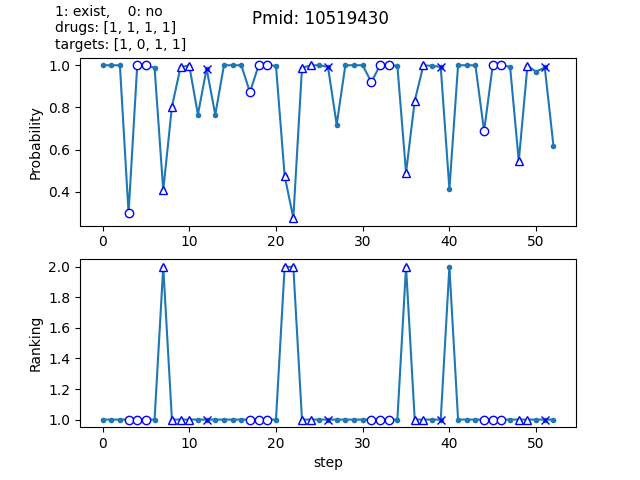 1: exist,    0: no
drugs: [1, 1, 1, 1]
targets: [1, 0, 1, 1]
Pmid: 10519430
Probability
1.0
0.8
0.6
0.4
0 10 20 30 40 50
Ranking
2.0
1.8
1.6
1.4
1.2
1.0
0 10 20 30 40 50
step